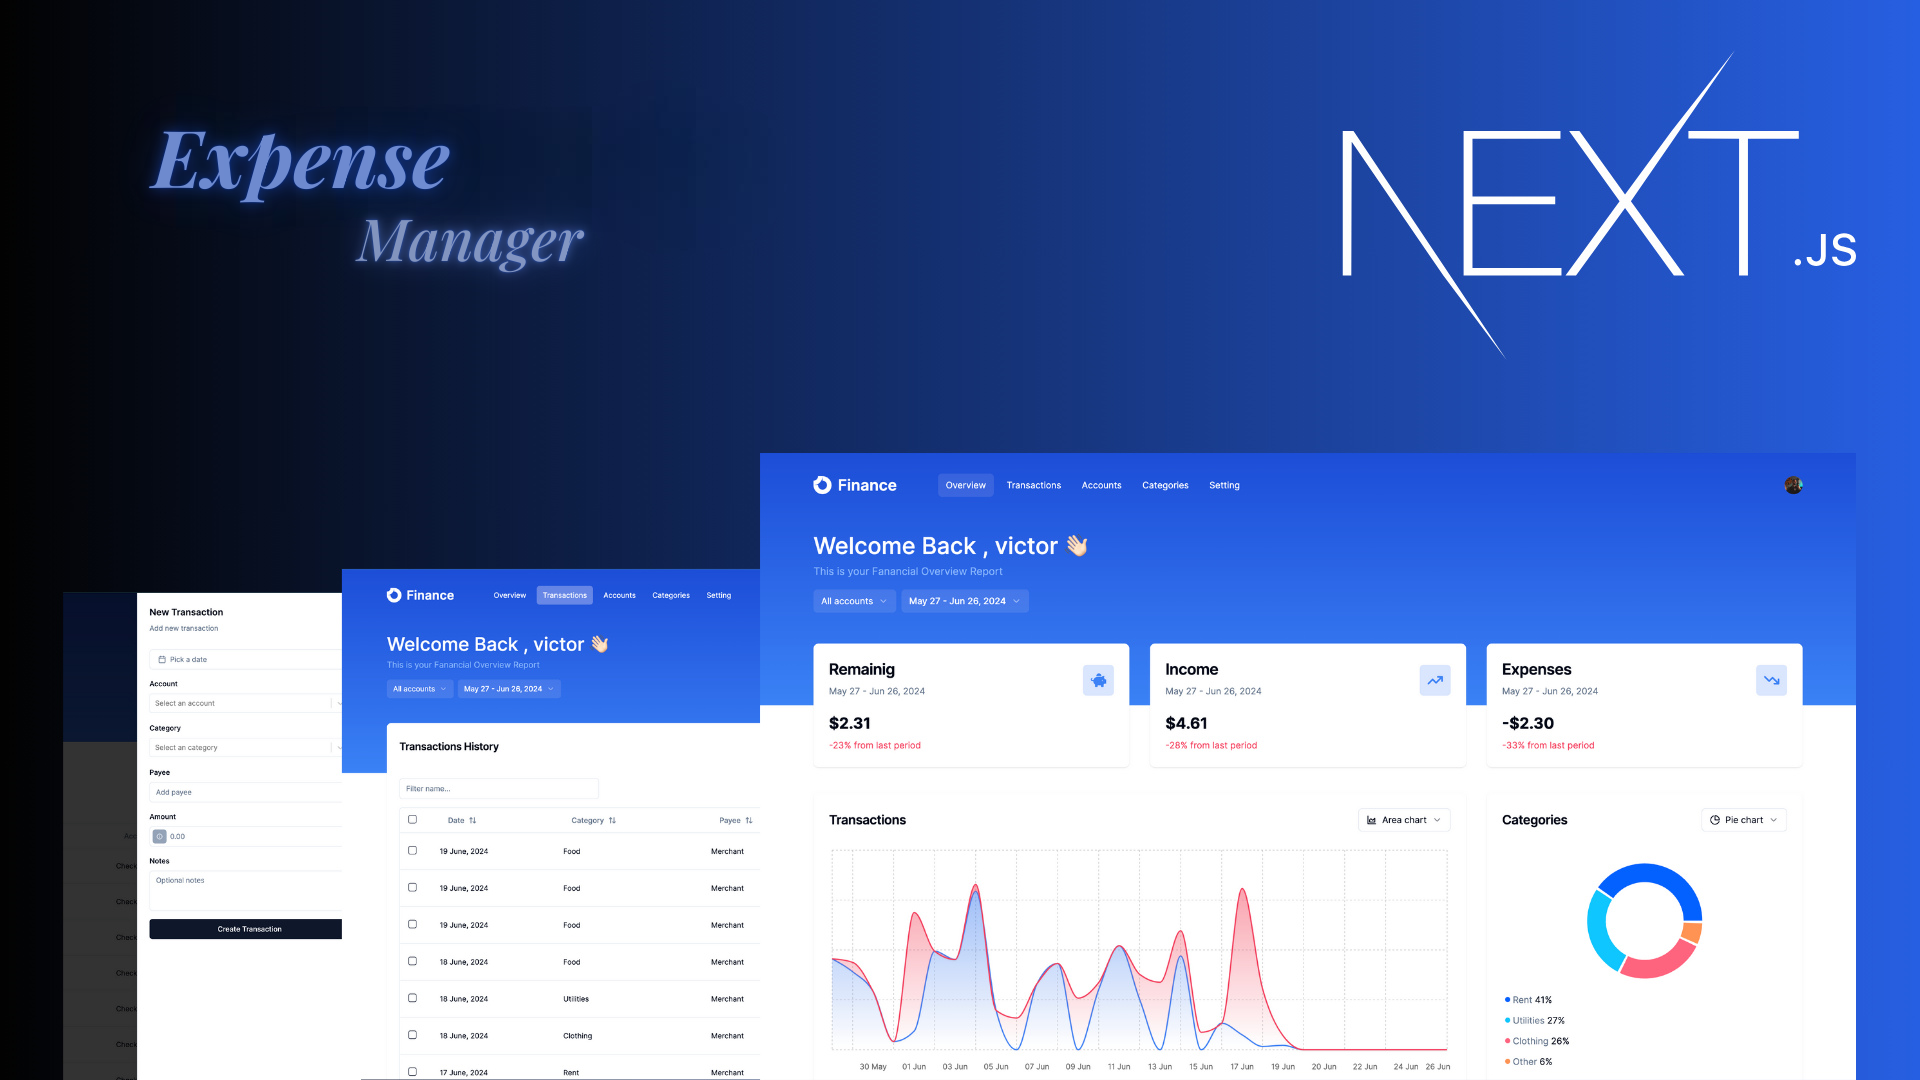 Expense
Manager
NEXT.JS
New Transaction
Add new transaction
Pick a date
Account
Select an account
Category
Select an category
Payee
Add payee
Amount
0.00
Notes
Optional notes
Create Transaction
Acc
Check
Check
Check
Check
Check
Check
Check
Finance
Overview Transactions Accounts Categories Setting
Welcome Back , victor 👋🏻
This is your Fanancial Overview Report
All accounts May 27 - Jun 26, 2024
Transactions History
Filter name...
Date Category Payee
19 June, 2024 Food Merchant
19 June, 2024 Food Merchant
19 June, 2024 Food Merchant
18 June, 2024 Food Merchant
18 June, 2024 Utilities Merchant
18 June, 2024 Clothing Merchant
17 June, 2024 Rent Merchant
Finance
Overview Transactions Accounts Categories Setting
Welcome Back , victor 👋🏻
This is your Fanancial Overview Report
All accounts May 27 - Jun 26, 2024
Remainig
May 27 - Jun 26, 2024
$2.31
-23% from last period
Income
May 27 - Jun 26, 2024
$4.61
-28% from last period
Expenses
May 27 - Jun 26, 2024
-$2.30
-33% from last period
Transactions
Area chart
30 May 01 Jun 03 Jun 05 Jun 07 Jun 09 Jun 11 Jun 13 Jun 15 Jun 17 Jun 19 Jun 20 Jun 22 Jun 24 Jun 26 Jun
Categories
Pie chart
Rent 41%
Utilities 27%
Clothing 26%
Other 6%